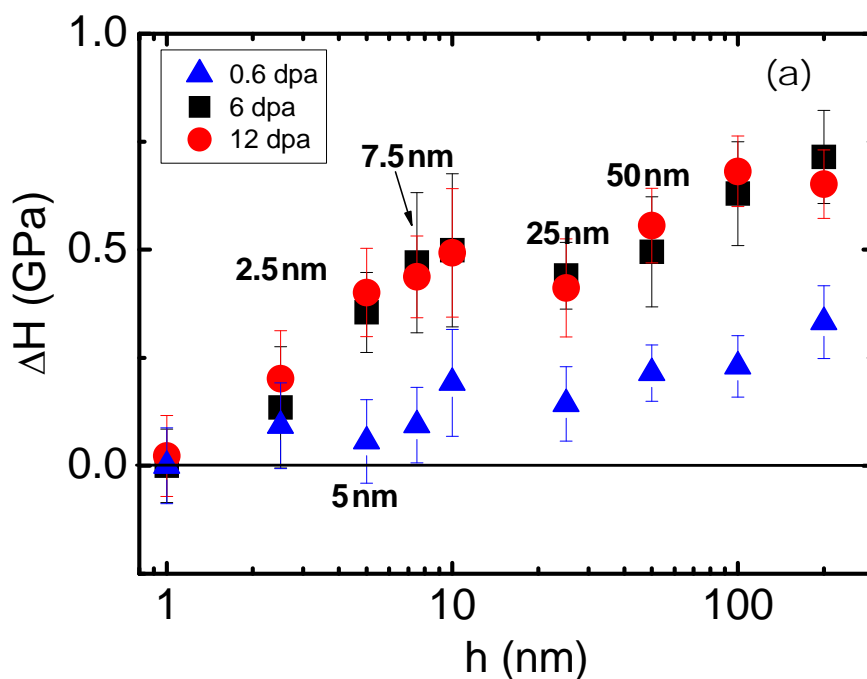 1.0
(a)
0.6 dpa
6 dpa
12 dpa
7.5nm
50nm
25nm
2.5nm
0.5
ΔH (GPa)
0.0
5nm
1
10
100
h (nm)